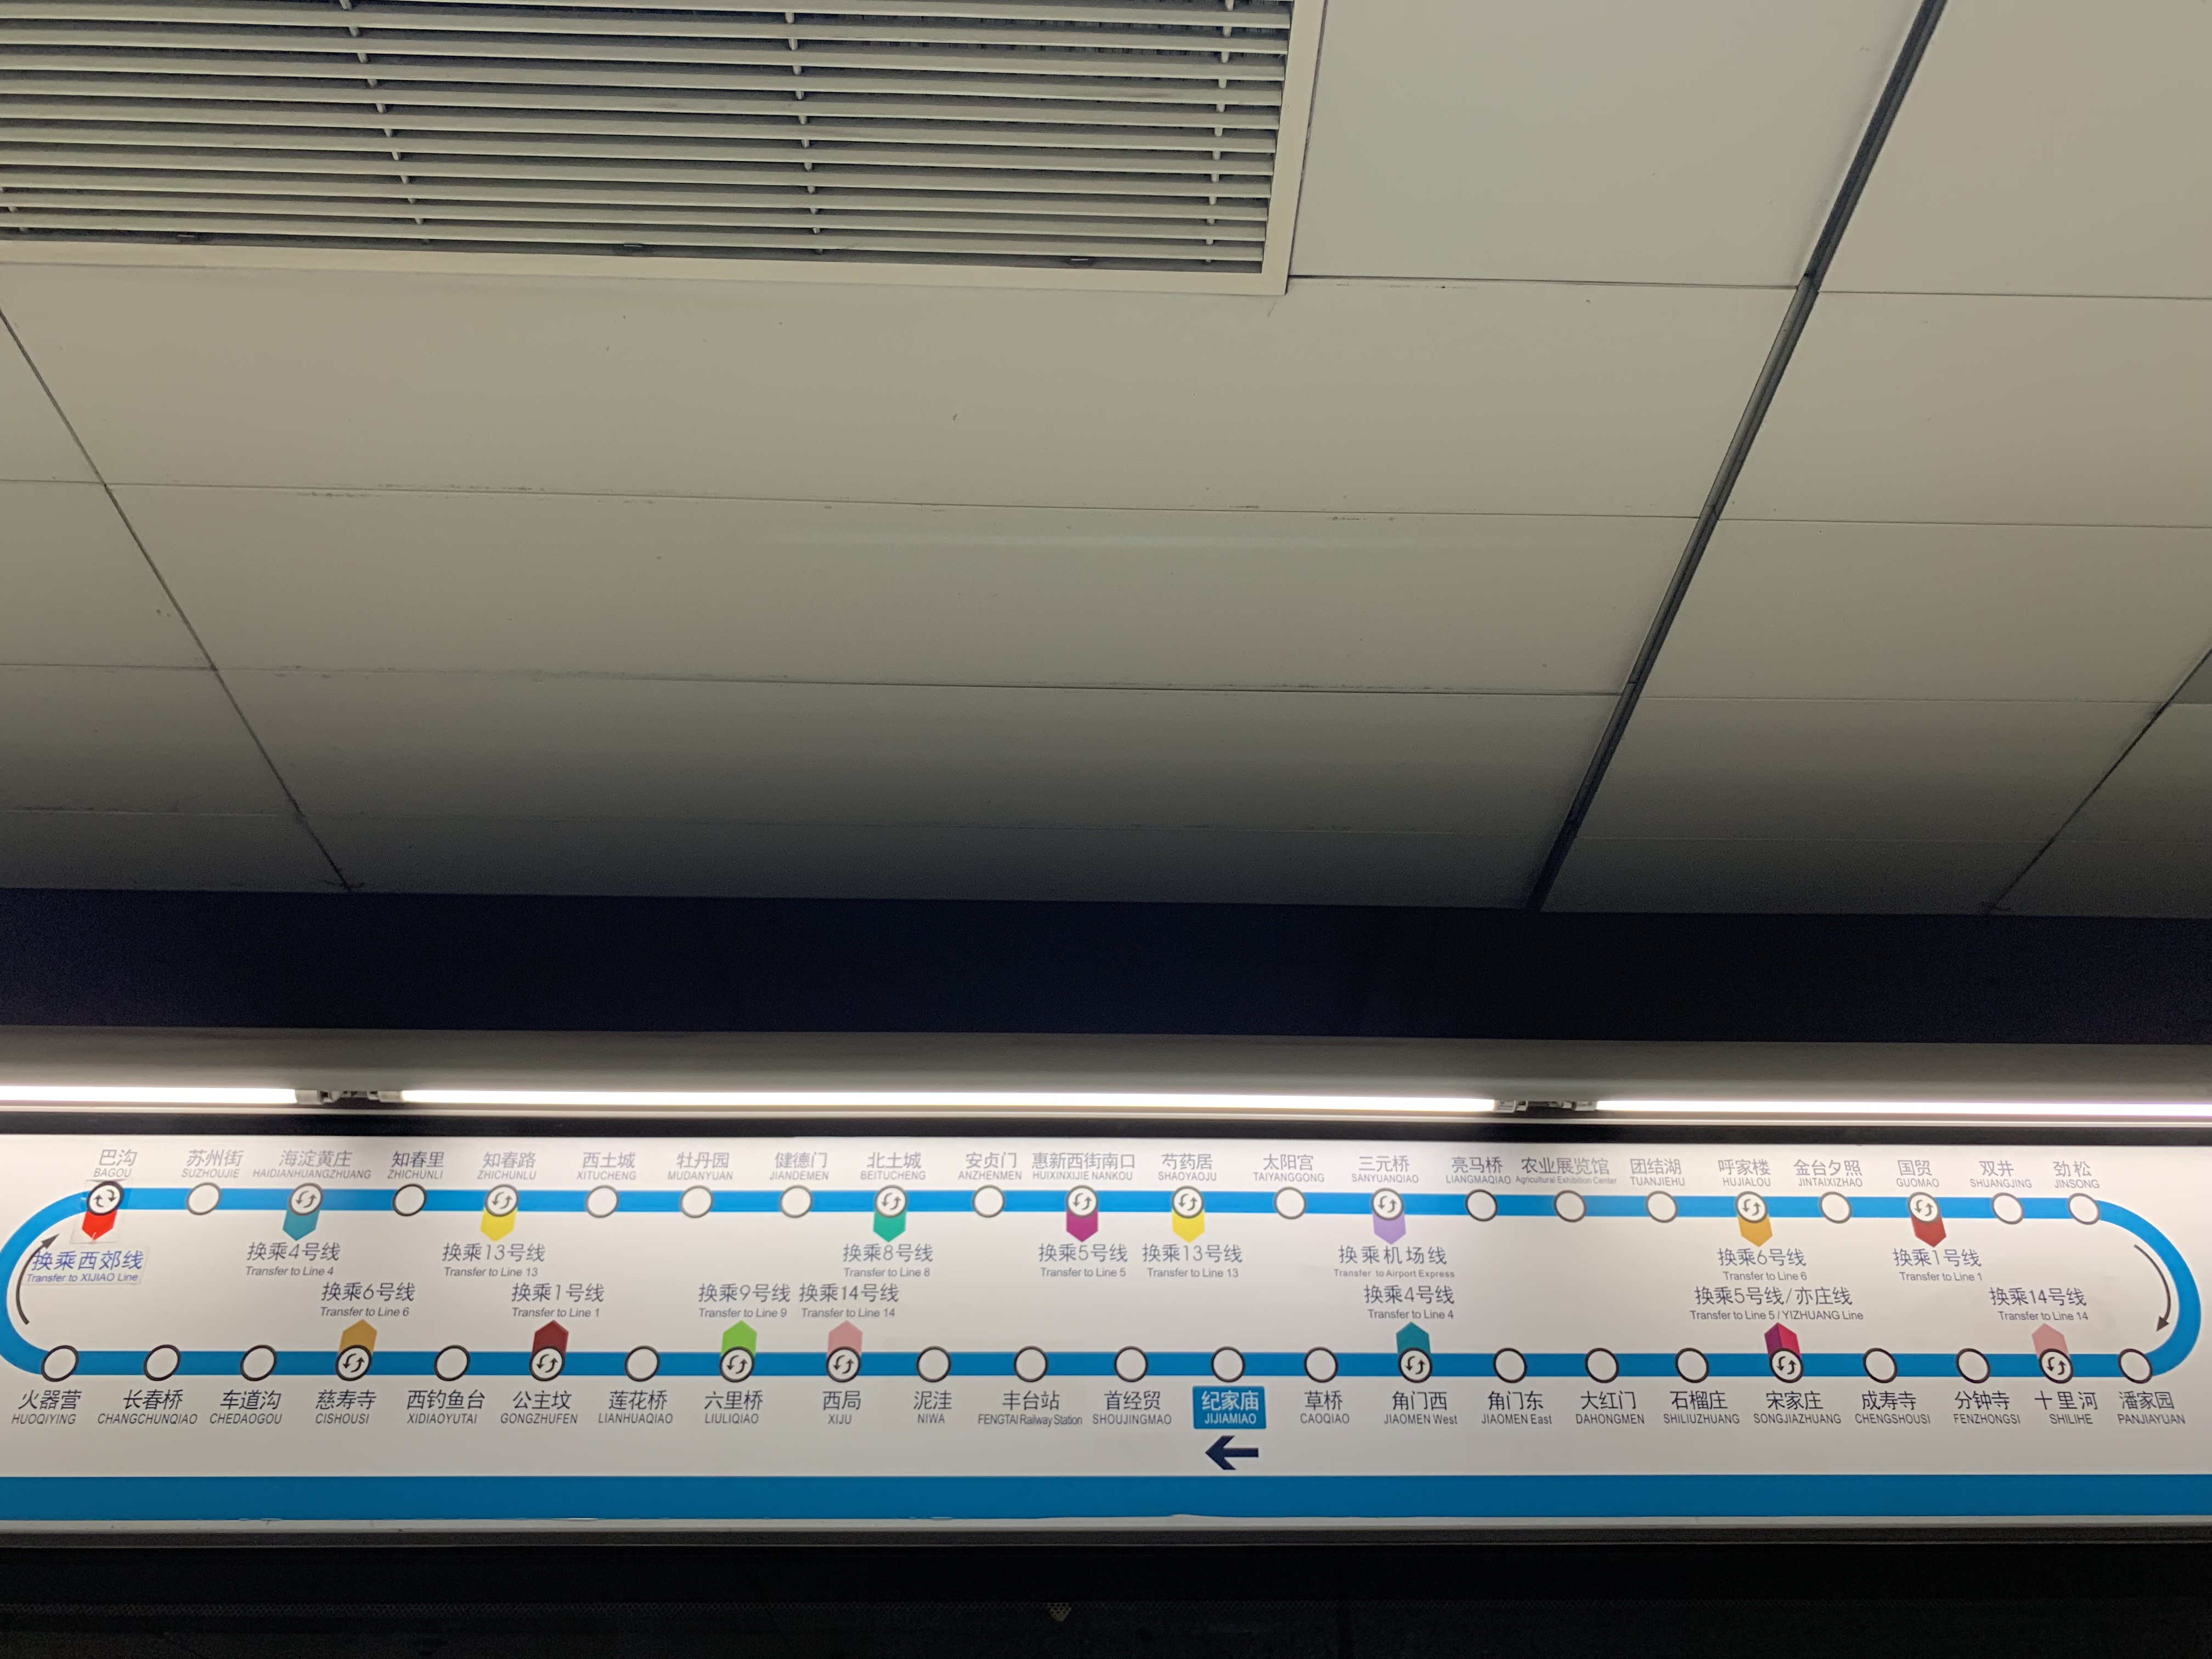 巴沟 苏州街 海淀黄庄 知春里 知春路 西土城 牡丹园 健德门 北土城 安贞门 惠新西街南口 芍药居 太阳宫 三元桥 亮马桥 农业展览馆 团结湖 呼家楼 金台夕照 国贸 双井 劲松
BAGOU SUZHOUJIE HAIDIANHUANGZHUANG ZHICHUNLI ZHICHUNLU XITUCHENG MUDANYUAN JIANDEMEN BEITUCHENG ANZHENMEN HUIXINXIJIE NANKOU SHAOYAOJU TAIYANGGONG SANYUANQIAO LIANGMAQIAO Agricultural Exhibition Center TUANJIEHU HUJIALOU JINTAIXIZHAO GUOMAO SHUANGJING JINSONG
换乘西郊线 换乘4号线 换乘13号线 换乘8号线 换乘5号线 换乘13号线 换乘机场线 换乘6号线 换乘1号线
Transfer to XIJIAO Line Transfer to Line 4 Transfer to Line 13 Transfer to Line 8 Transfer to Line 5 Transfer to Line 13 Transfer to Airport Express Transfer to Line 6 Transfer to Line 1
换乘6号线 换乘1号线 换乘9号线 换乘14号线 换乘4号线 换乘5号线/亦庄线 换乘14号线
Transfer to Line 6 Transfer to Line 1 Transfer to Line 9 Transfer to Line 14 Transfer to Line 4 Transfer to Line 5 / YIZHUANG Line Transfer to Line 14
火器营 长春桥 车道沟 慈寿寺 西钓鱼台 公主坟 莲花桥 六里桥 西局 泥洼 丰台站 首经贸 纪家庙 草桥 角门西 角门东 大红门 石榴庄 宋家庄 成寿寺 分钟寺 十里河 潘家园
HUOQIYING CHANGCHUNQIAO CHEDAOGOU CISHOUSI XIDIAOYUTAI GONGZHUFEN LIANHUAQIAO LIULIQIAO XIJU NIWA FENGTAI Railway Station SHOUJINGMAO JIJIAMIAO CAOQIAO JIAOMEN West JIAOMEN East DAHONGMEN SHILIUZHUANG SONGJIAZHUANG CHENGSHOUSI FENZHONGSI SHILIHE PANJIAYUAN